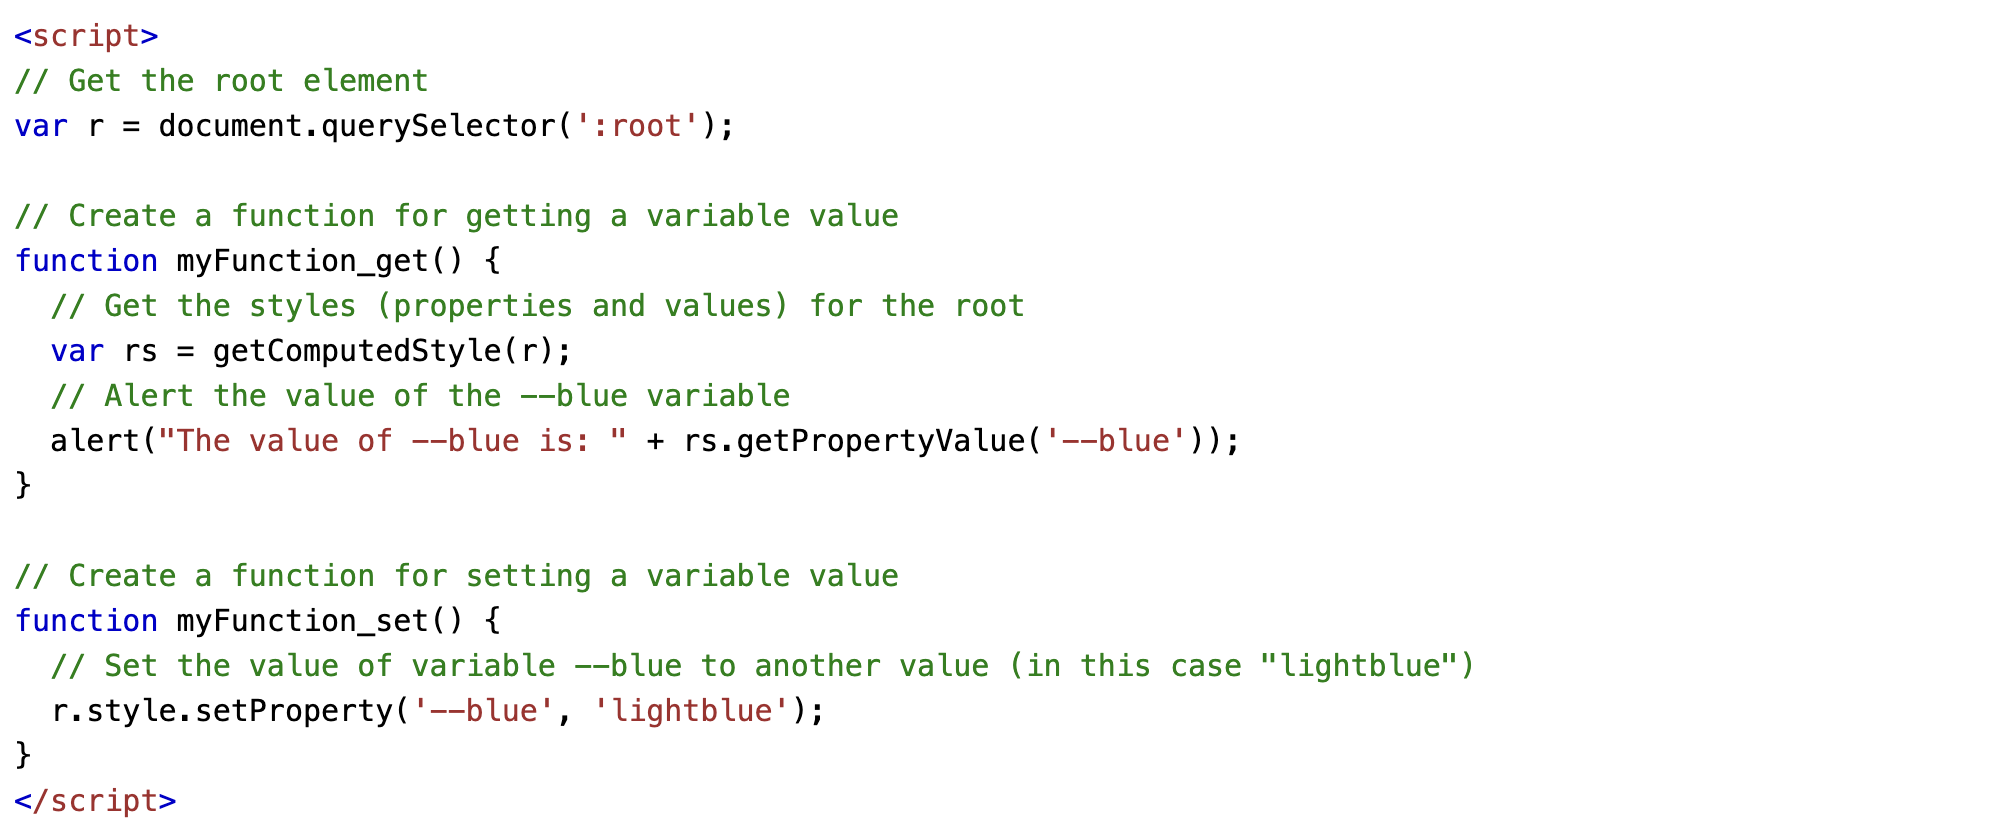 <script>
// Get the root element
var r = document.querySelector(':root');

// Create a function for getting a variable value
function myFunction_get() {
  // Get the styles (properties and values) for the root
  var rs = getComputedStyle(r);
  // Alert the value of the --blue variable
  alert("The value of --blue is: " + rs.getPropertyValue('--blue'));
}

// Create a function for setting a variable value
function myFunction_set() {
  // Set the value of variable --blue to another value (in this case "lightblue")
  r.style.setProperty('--blue', 'lightblue');
}
</script>